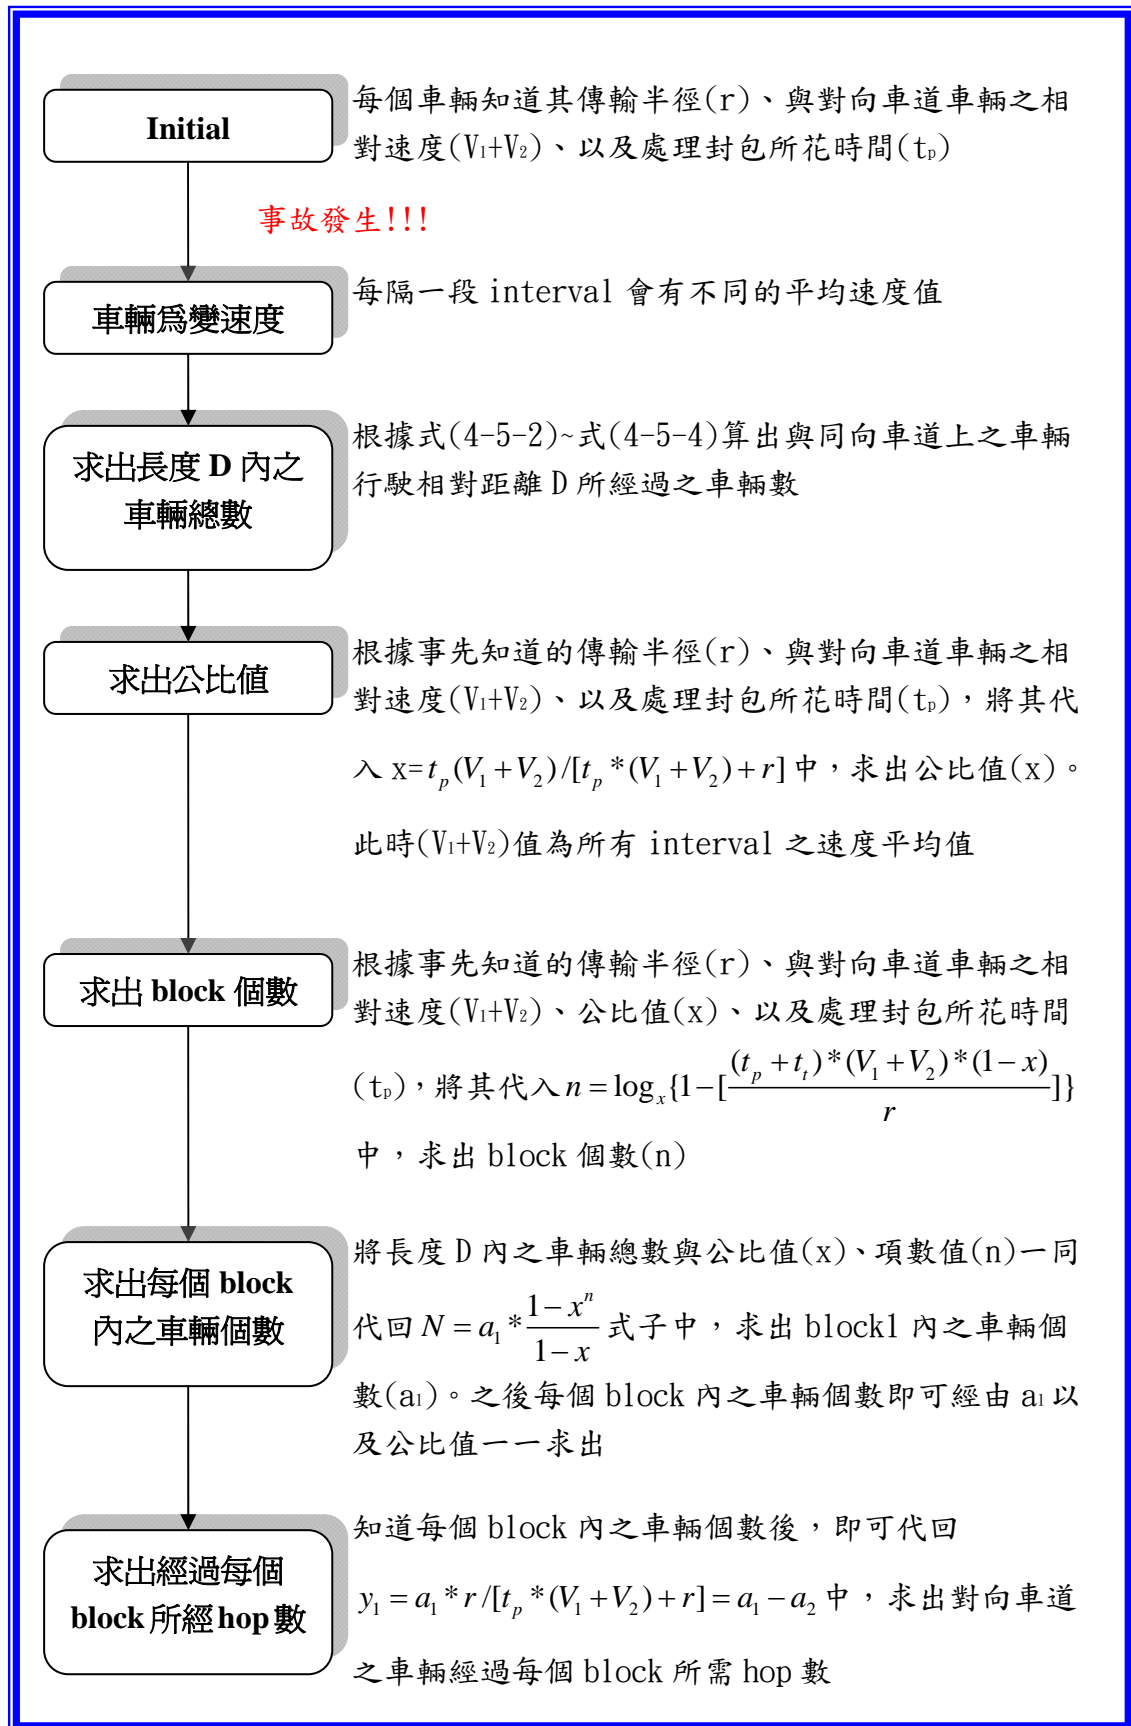 Initial
每個車輛知道其傳輸半徑(r)、與對向車道車輛之相
對速度(V₁+V₂)、以及處理封包所花時間(tₚ)
事故發生!!!
車輛為變速度
每隔一段 interval 會有不同的平均速度值
求出長度 D 內之
車輛總數
根據式(4-5-2)~式(4-5-4)算出與同向車道上之車輛
行駛相對距離 D 所經過之車輛數
求出公比值
根據事先知道的傳輸半徑(r)、與對向車道車輛之相
對速度(V₁+V₂)、以及處理封包所花時間(tₚ)，將其代
入 x=tₚ(V₁+V₂)/[tₚ*(V₁+V₂)+r]中，求出公比值(x)。
此時(V₁+V₂)值為所有 interval 之速度平均值
求出 block 個數
根據事先知道的傳輸半徑(r)、與對向車道車輛之相
對速度(V₁+V₂)、公比值(x)、以及處理封包所花時間
(tₚ)，將其代入 n = logₓ{1−[(tₚ+tₜ)*(V₁+V₂)*(1−x)/r]}
中，求出 block 個數(n)
求出每個 block
內之車輛個數
將長度 D 內之車輛總數與公比值(x)、項數值(n)一同
代回 N = a₁*(1−xⁿ)/(1−x) 式子中，求出 block1 內之車輛個
數(a₁)。之後每個 block 內之車輛個數即可經由 a₁ 以
及公比值一一求出
求出經過每個
block 所經 hop 數
知道每個 block 內之車輛個數後，即可代回
y₁ = a₁*r/[tₚ*(V₁+V₂)+r] = a₁−a₂ 中，求出對向車道
之車輛經過每個 block 所需 hop 數